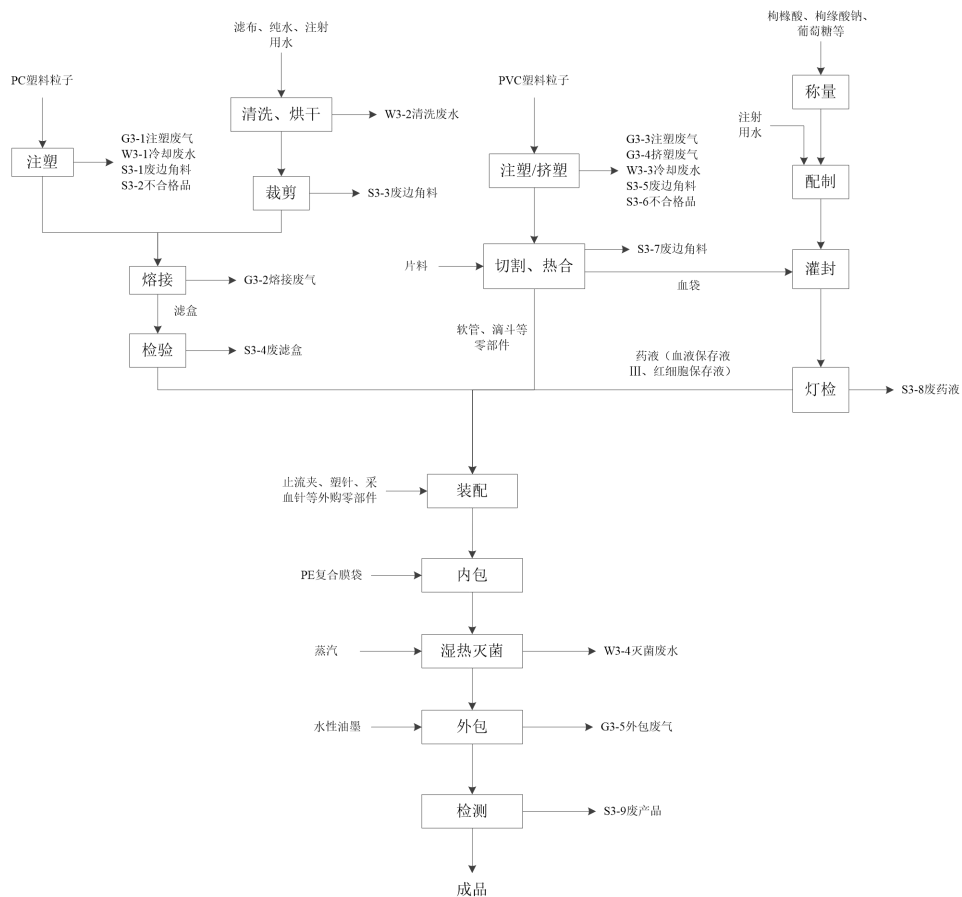 枸橼酸、枸缘酸钠、
葡萄糖等
滤布、纯水、注射
用水
PC塑料粒子
PVC塑料粒子
称量
清洗、烘干
W3-2清洗废水
注射
用水
G3-1注塑废气
W3-1冷却废水
S3-1废边角料
S3-2不合格品
注塑
G3-3注塑废气
G3-4挤塑废气
W3-3冷却废水
S3-5废边角料
S3-6不合格品
注塑/挤塑
配制
裁剪
S3-3废边角料
S3-7废边角料
片料
切割、热合
灌封
血袋
熔接
G3-2熔接废气
滤盒
软管、滴斗等
零部件
检验
S3-4废滤盒
药液（血液保存液
Ⅲ、红细胞保存液）
灯检
S3-8废药液
止流夹、塑针、采
血针等外购零部件
装配
PE复合膜袋
内包
蒸汽
湿热灭菌
W3-4灭菌废水
水性油墨
外包
G3-5外包废气
检测
S3-9废产品
成品